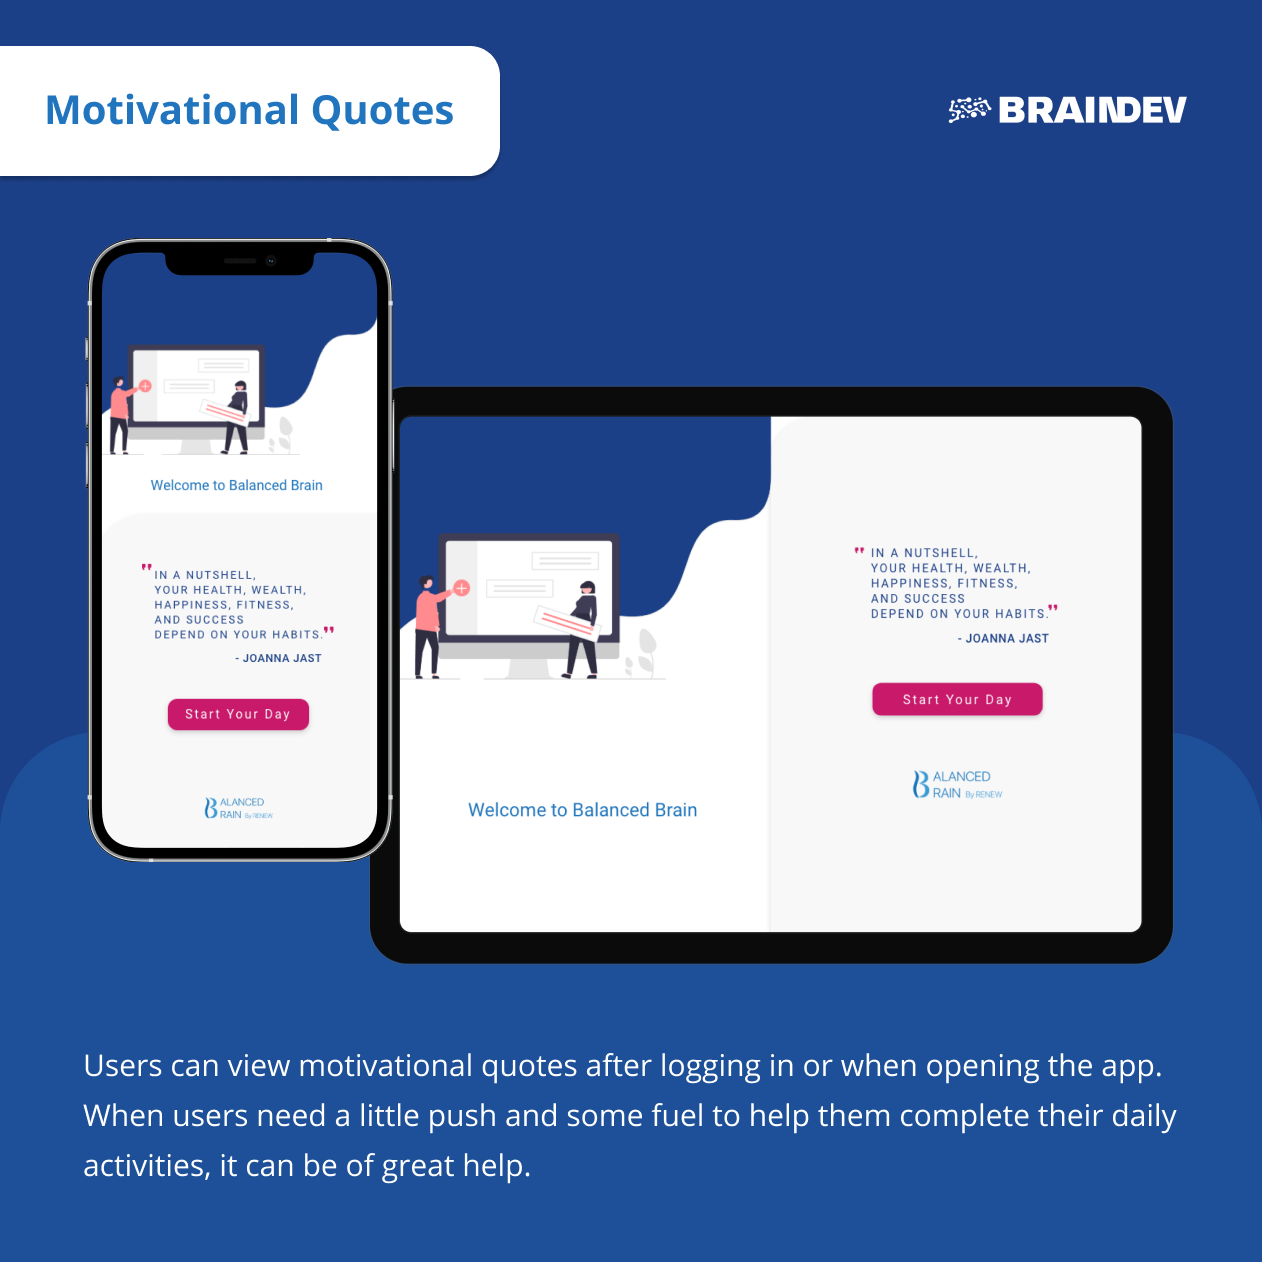 Motivational Quotes
BRAINDEV
Welcome to Balanced Brain
" IN A NUTSHELL,
YOUR HEALTH, WEALTH,
HAPPINESS, FITNESS,
AND SUCCESS
DEPEND ON YOUR HABITS. "
- JOANNA JAST
Start Your Day
BALANCED
BRAIN By RENEW
Welcome to Balanced Brain
" IN A NUTSHELL,
YOUR HEALTH, WEALTH,
HAPPINESS, FITNESS,
AND SUCCESS
DEPEND ON YOUR HABITS. "
- JOANNA JAST
Start Your Day
BALANCED
BRAIN By RENEW
Users can view motivational quotes after logging in or when opening the app.
When users need a little push and some fuel to help them complete their daily
activities, it can be of great help.